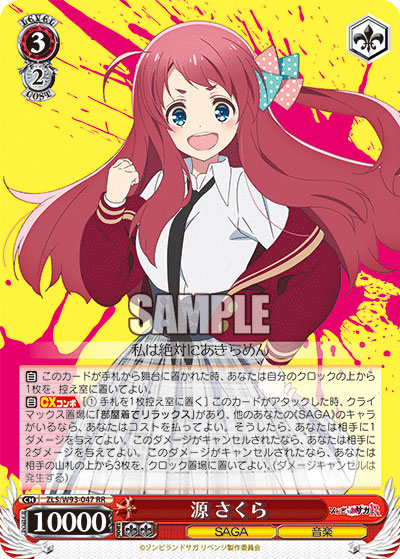 LEVEL
3
2
COST
SAMPLE
私は絶対にあきらめん
自 このカードが手札から舞台に置かれた時、あなたは自分のクロックの上から
1枚を、控え室に置いてよい。
自 CXコンボ [① 手札を1枚控え室に置く] このカードがアタックした時、クライ
マックス置場に「部屋着でリラックス」があり、他のあなたの《SAGA》のキャラ
がいるなら、あなたはコストを払ってよい。そうしたら、あなたは相手に1
ダメージを与えてよい。このダメージがキャンセルされたなら、あなたは相手に
2ダメージを与えてよい。このダメージがキャンセルされたなら、あなたは
相手の山札の上から3枚を、クロック置場に置いてよい。(ダメージキャンセルは
発生する)
CH ZLS/W93-047 RR
10000
源 さくら
SAGA
音楽
ゾンビランドサガR
©ゾンビランドサガ リベンジ製作委員会